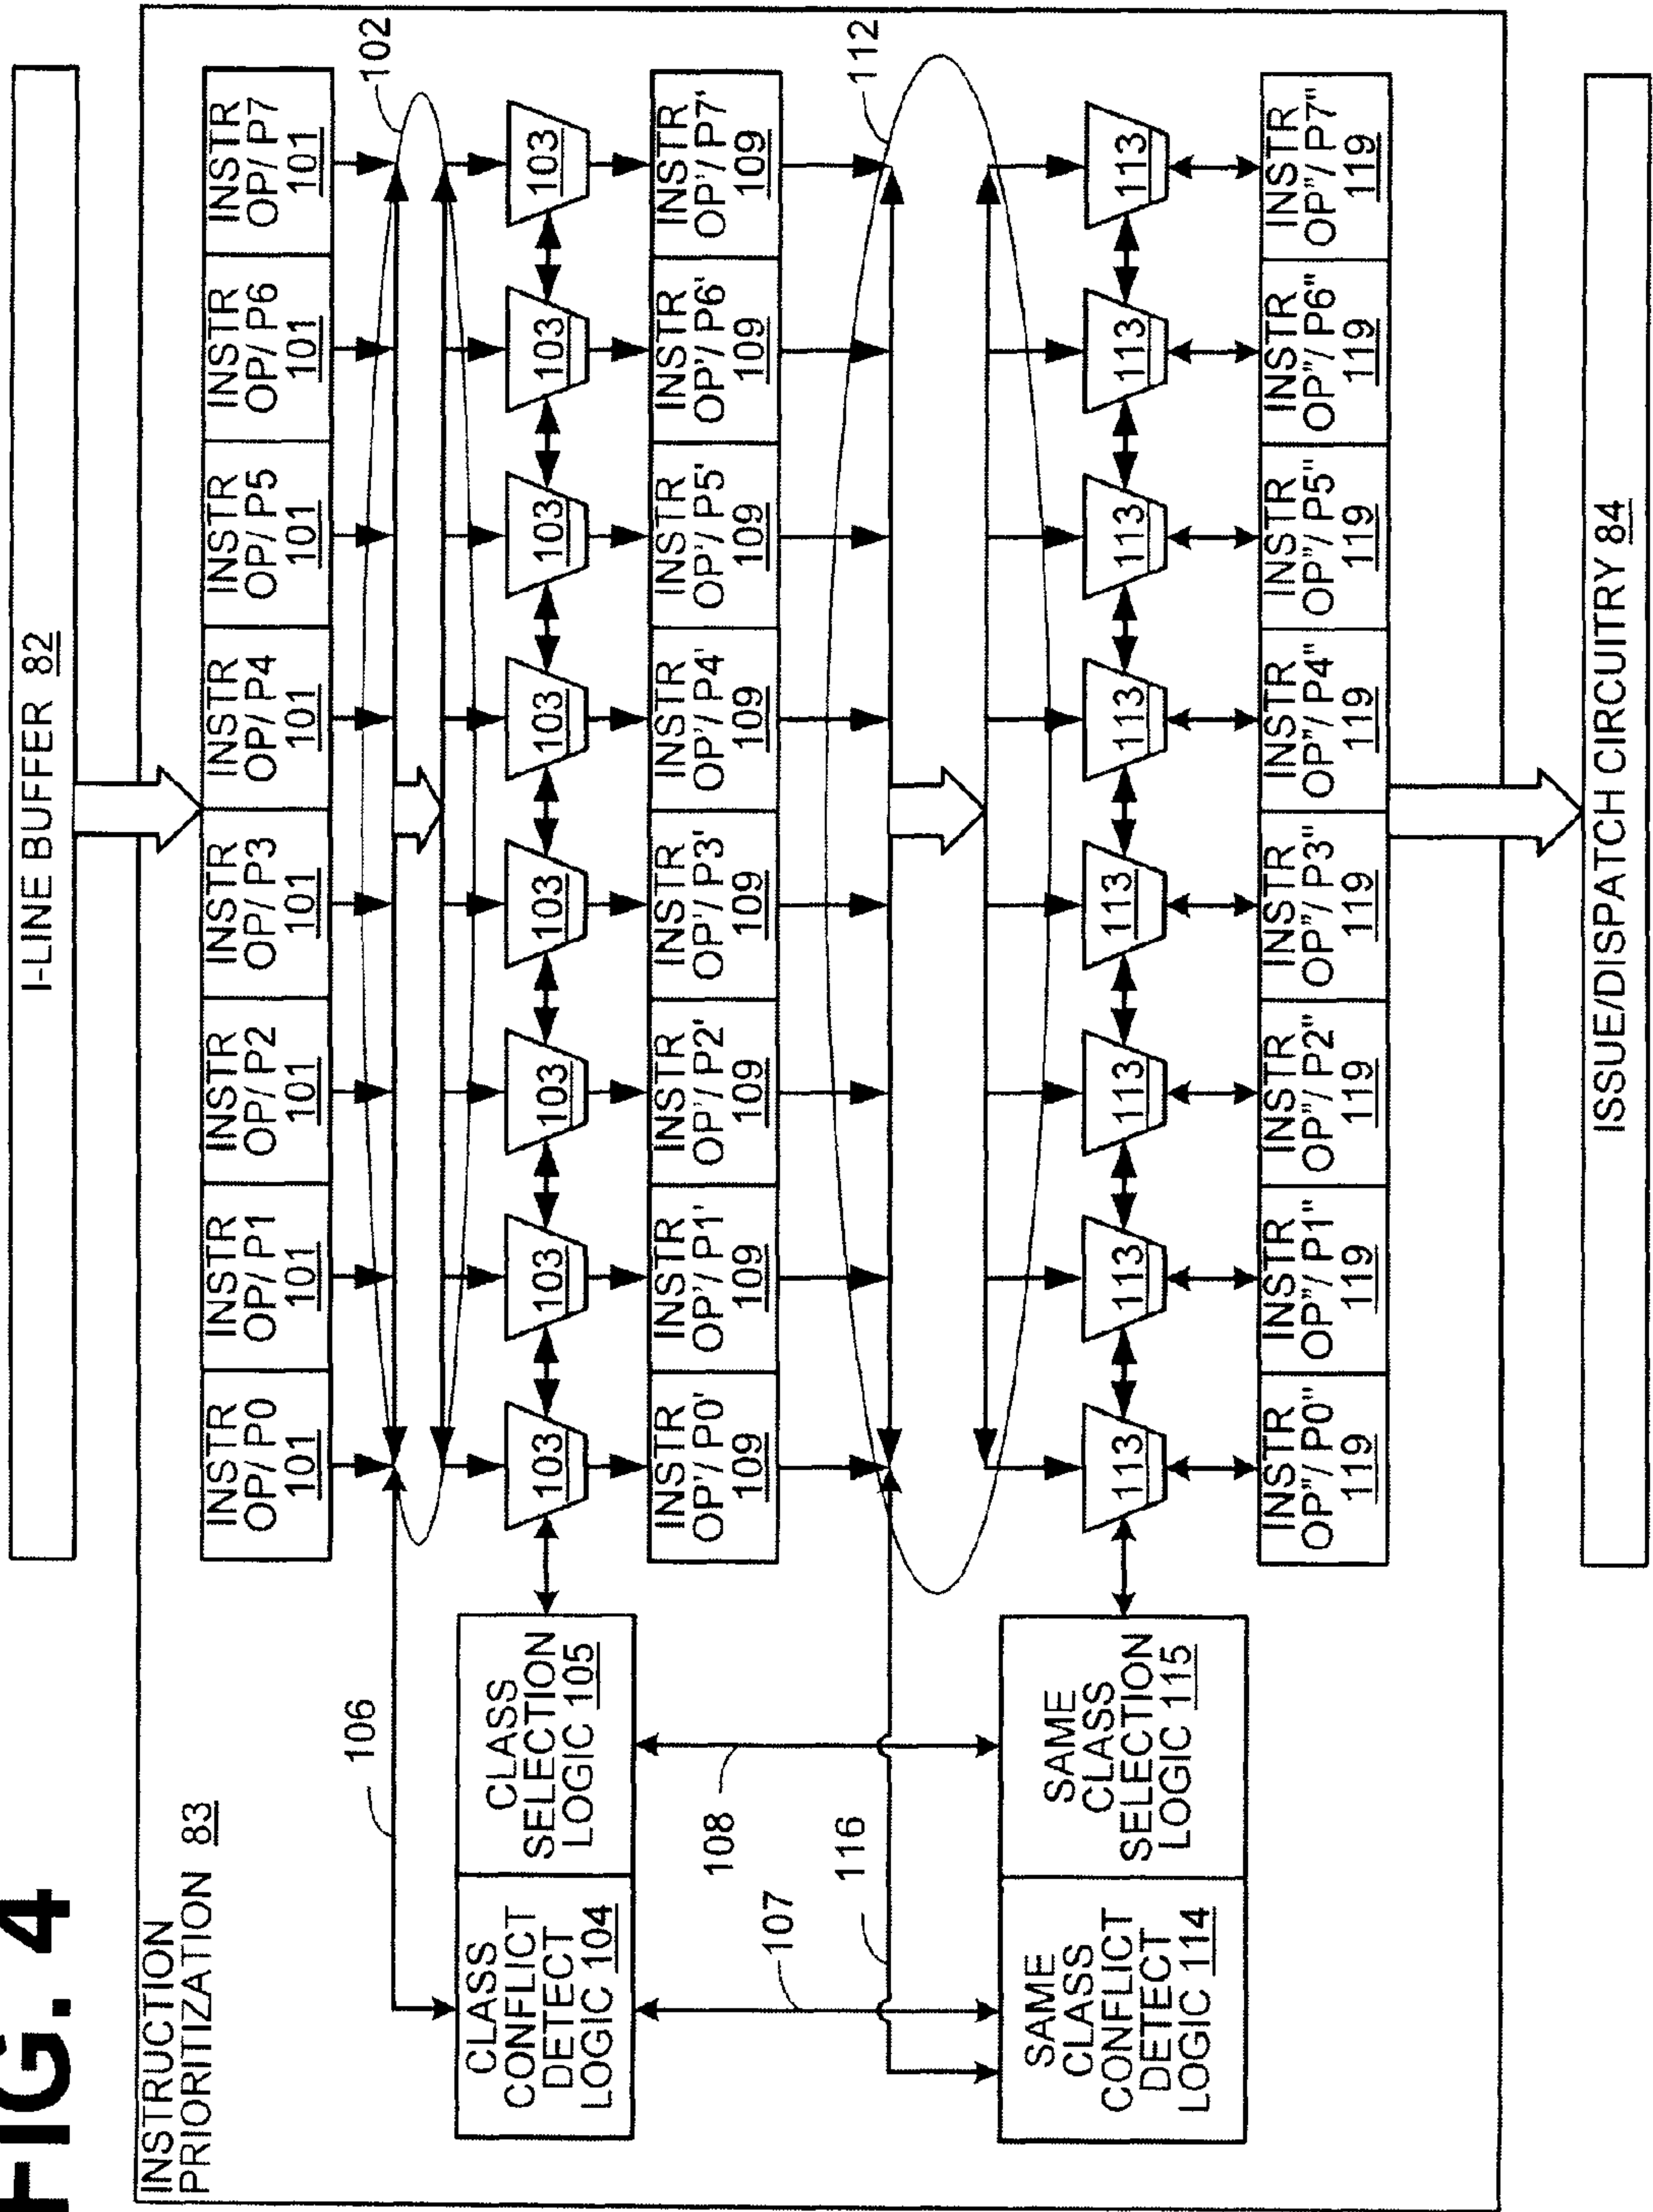 FIG. 4
I-LINE BUFFER 82
INSTRUCTION
PRIORITIZATION 83
INSTR
OP/P0
101
INSTR
OP/P1
101
INSTR
OP/P2
101
INSTR
OP/P3
101
INSTR
OP/P4
101
INSTR
OP/P5
101
INSTR
OP/P6
101
INSTR
OP/P7
101
106
102
CLASS
CONFLICT
DETECT
LOGIC 104
CLASS
SELECTION
LOGIC 105
103
103
103
103
103
103
103
103
INSTR
OP'/P0'
109
INSTR
OP'/P1'
109
INSTR
OP'/P2'
109
INSTR
OP'/P3'
109
INSTR
OP'/P4'
109
INSTR
OP'/P5'
109
INSTR
OP'/P6'
109
INSTR
OP'/P7'
109
107
108
116
112
SAME
CLASS
CONFLICT
DETECT
LOGIC 114
SAME
CLASS
SELECTION
LOGIC 115
113
113
113
113
113
113
113
113
INSTR
OP"/P0"
119
INSTR
OP"/P1"
119
INSTR
OP"/P2"
119
INSTR
OP"/P3"
119
INSTR
OP"/P4"
119
INSTR
OP"/P5"
119
INSTR
OP"/P6"
119
INSTR
OP"/P7"
119
ISSUE/DISPATCH CIRCUITRY 84